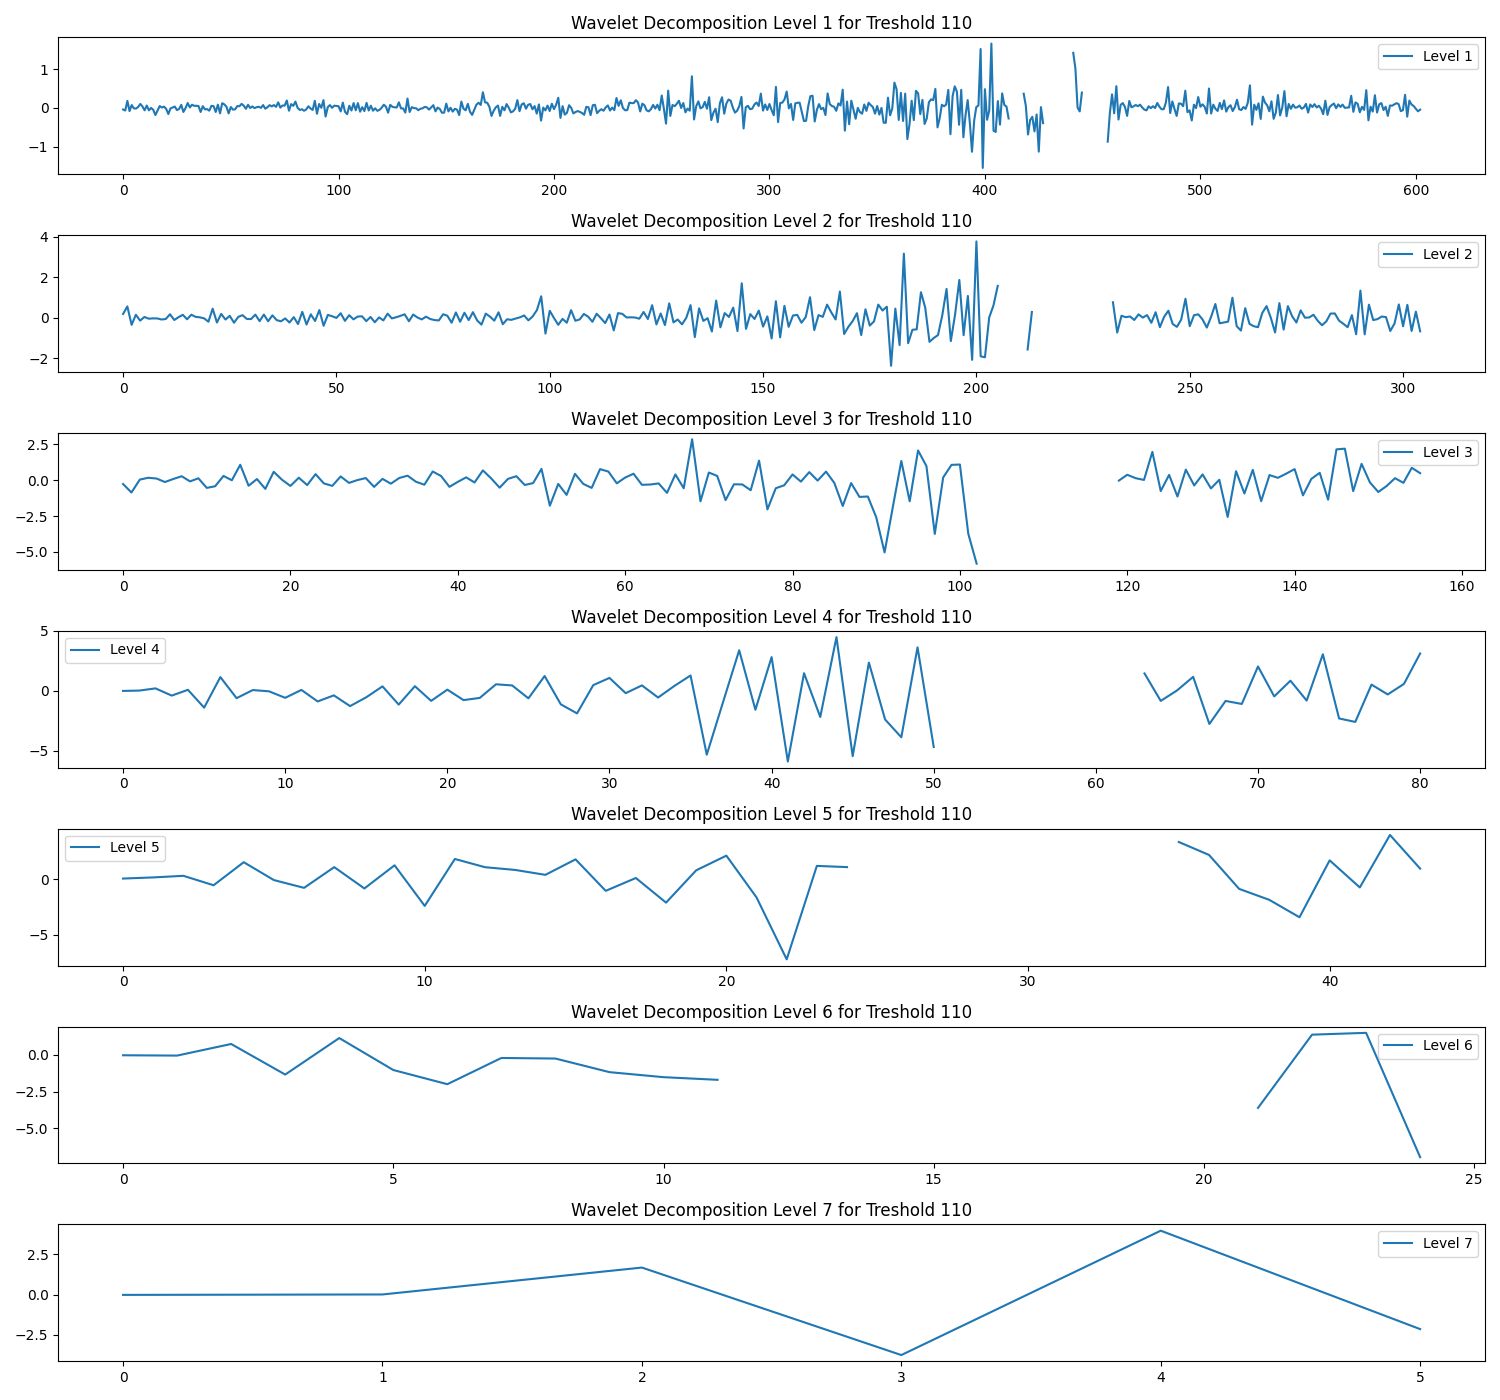 Wavelet Decomposition Level 1 for Treshold 110
1
0
−1
Level 1
0 100 200 300 400 500 600
Wavelet Decomposition Level 2 for Treshold 110
4
2
0
−2
Level 2
0 50 100 150 200 250 300
Wavelet Decomposition Level 3 for Treshold 110
2.5
0.0
−2.5
−5.0
Level 3
0 20 40 60 80 100 120 140 160
Wavelet Decomposition Level 4 for Treshold 110
5
0
−5
Level 4
0 10 20 30 40 50 60 70 80
Wavelet Decomposition Level 5 for Treshold 110
0
−5
Level 5
0 10 20 30 40
Wavelet Decomposition Level 6 for Treshold 110
0.0
−2.5
−5.0
Level 6
0 5 10 15 20 25
Wavelet Decomposition Level 7 for Treshold 110
2.5
0.0
−2.5
Level 7
0 1 2 3 4 5